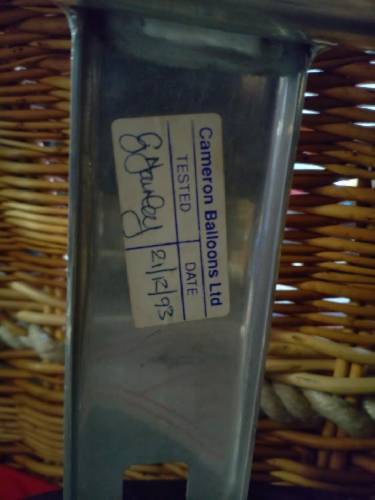 Cameron Balloons Ltd
TESTED DATE
21/12/93